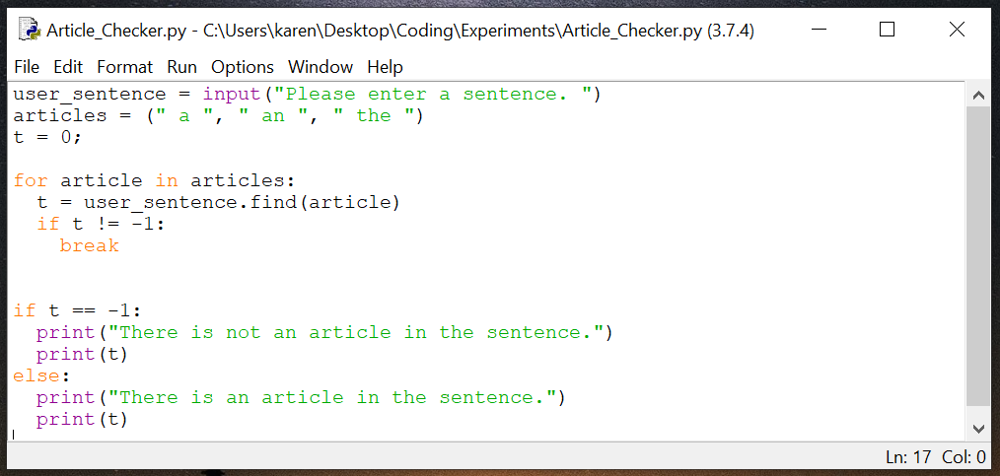 Article_Checker.py - C:\Users\karen\Desktop\Coding\Experiments\Article_Checker.py (3.7.4)
File Edit Format Run Options Window Help
user_sentence = input("Please enter a sentence. ")
articles = (" a ", " an ", " the ")
t = 0;

for article in articles:
  t = user_sentence.find(article)
  if t != -1:
    break


if t == -1:
  print("There is not an article in the sentence.")
  print(t)
else:
  print("There is an article in the sentence.")
  print(t)
Ln: 17 Col: 0